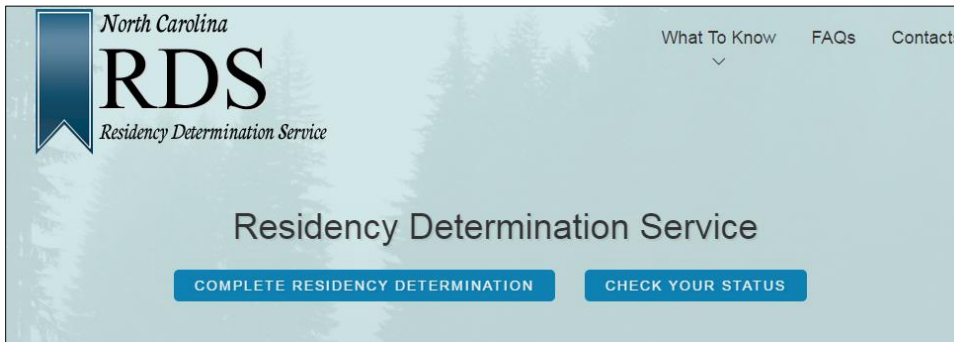 North Carolina
RDS
Residency Determination Service
What To Know FAQs Contacts
Residency Determination Service
COMPLETE RESIDENCY DETERMINATION CHECK YOUR STATUS